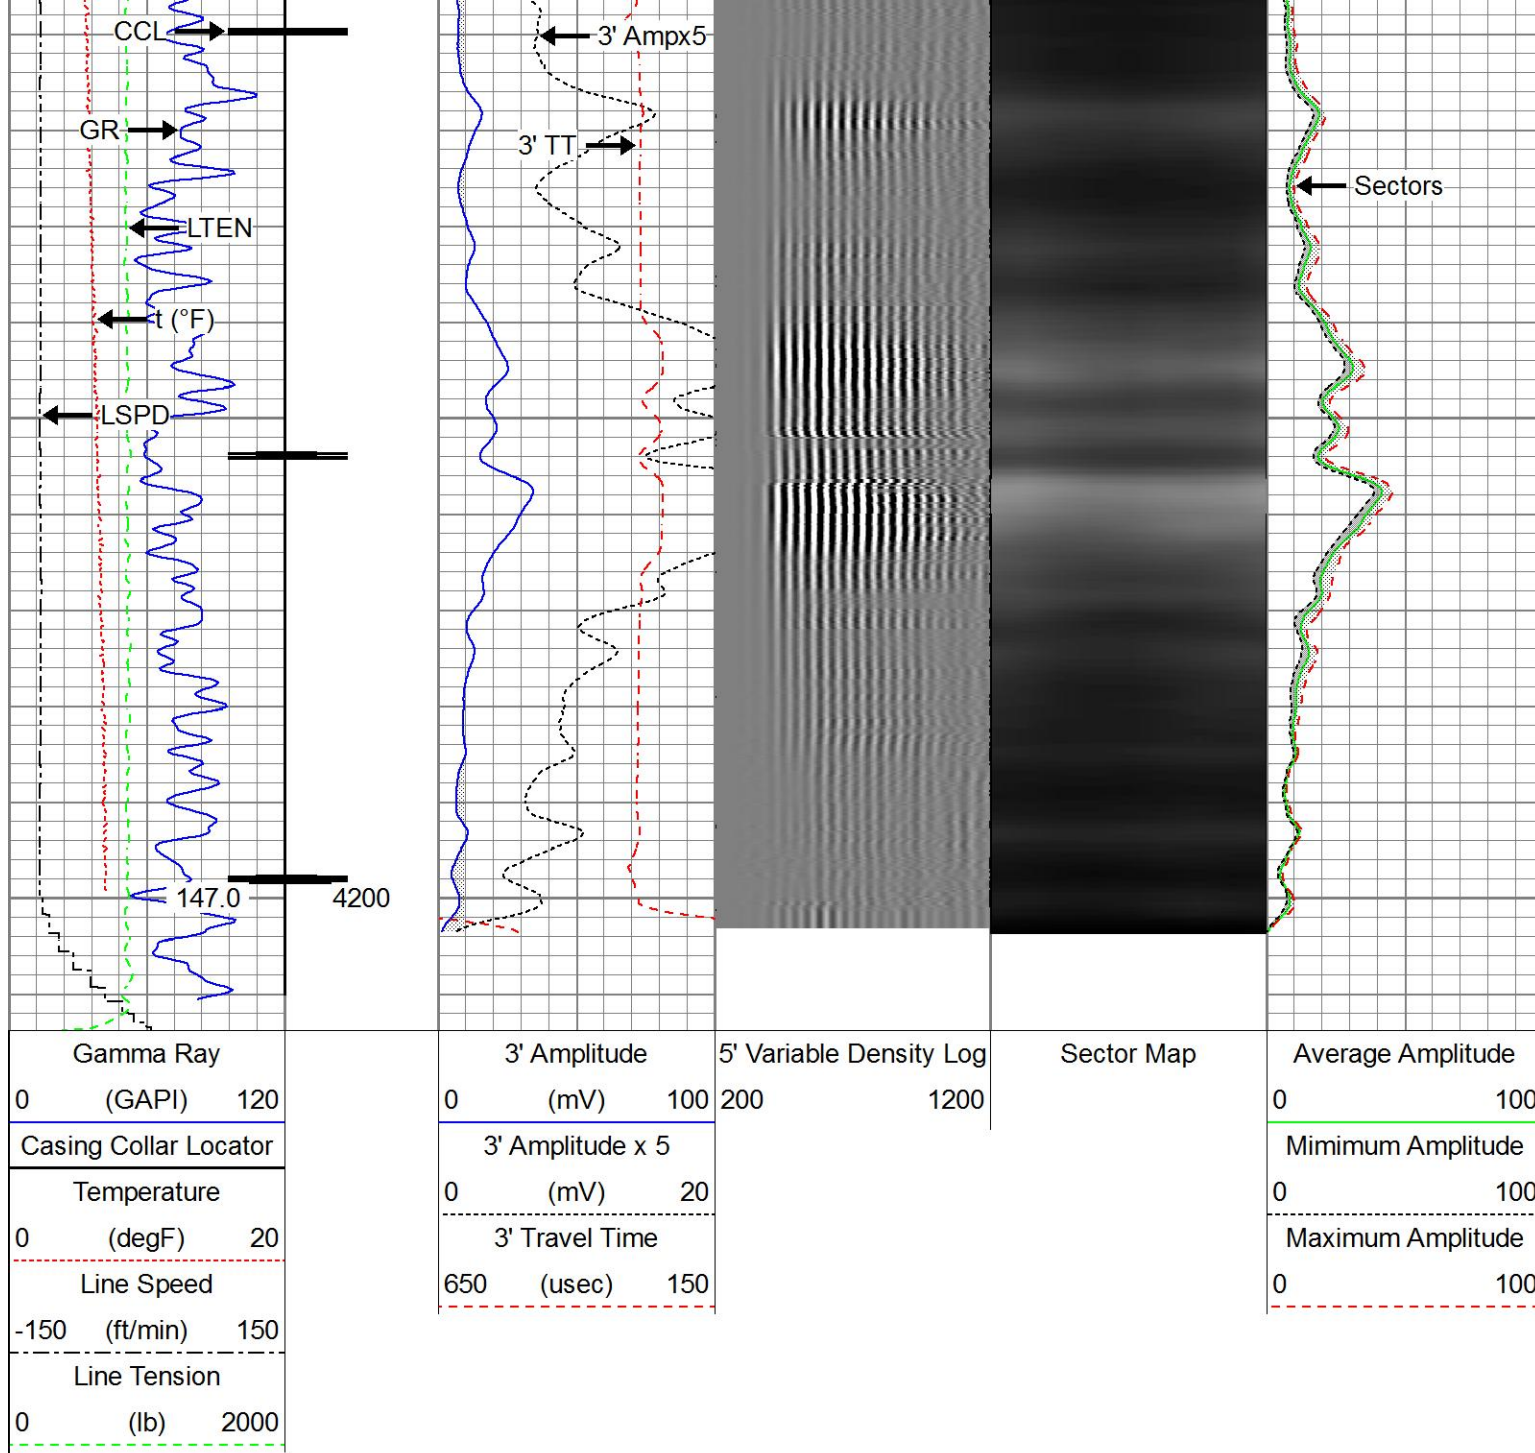 CCL
3' Ampx5
GR
3' TT
Sectors
LTEN
t (°F)
LSPD
147.0 4200
Gamma Ray
0 (GAPI) 120
Casing Collar Locator
Temperature
0 (degF) 20
Line Speed
-150 (ft/min) 150
Line Tension
0 (lb) 2000
3' Amplitude
0 (mV) 100
3' Amplitude x 5
0 (mV) 20
3' Travel Time
650 (usec) 150
5' Variable Density Log
200 1200
Sector Map
Average Amplitude
0 100
Mimimum Amplitude
0 100
Maximum Amplitude
0 100